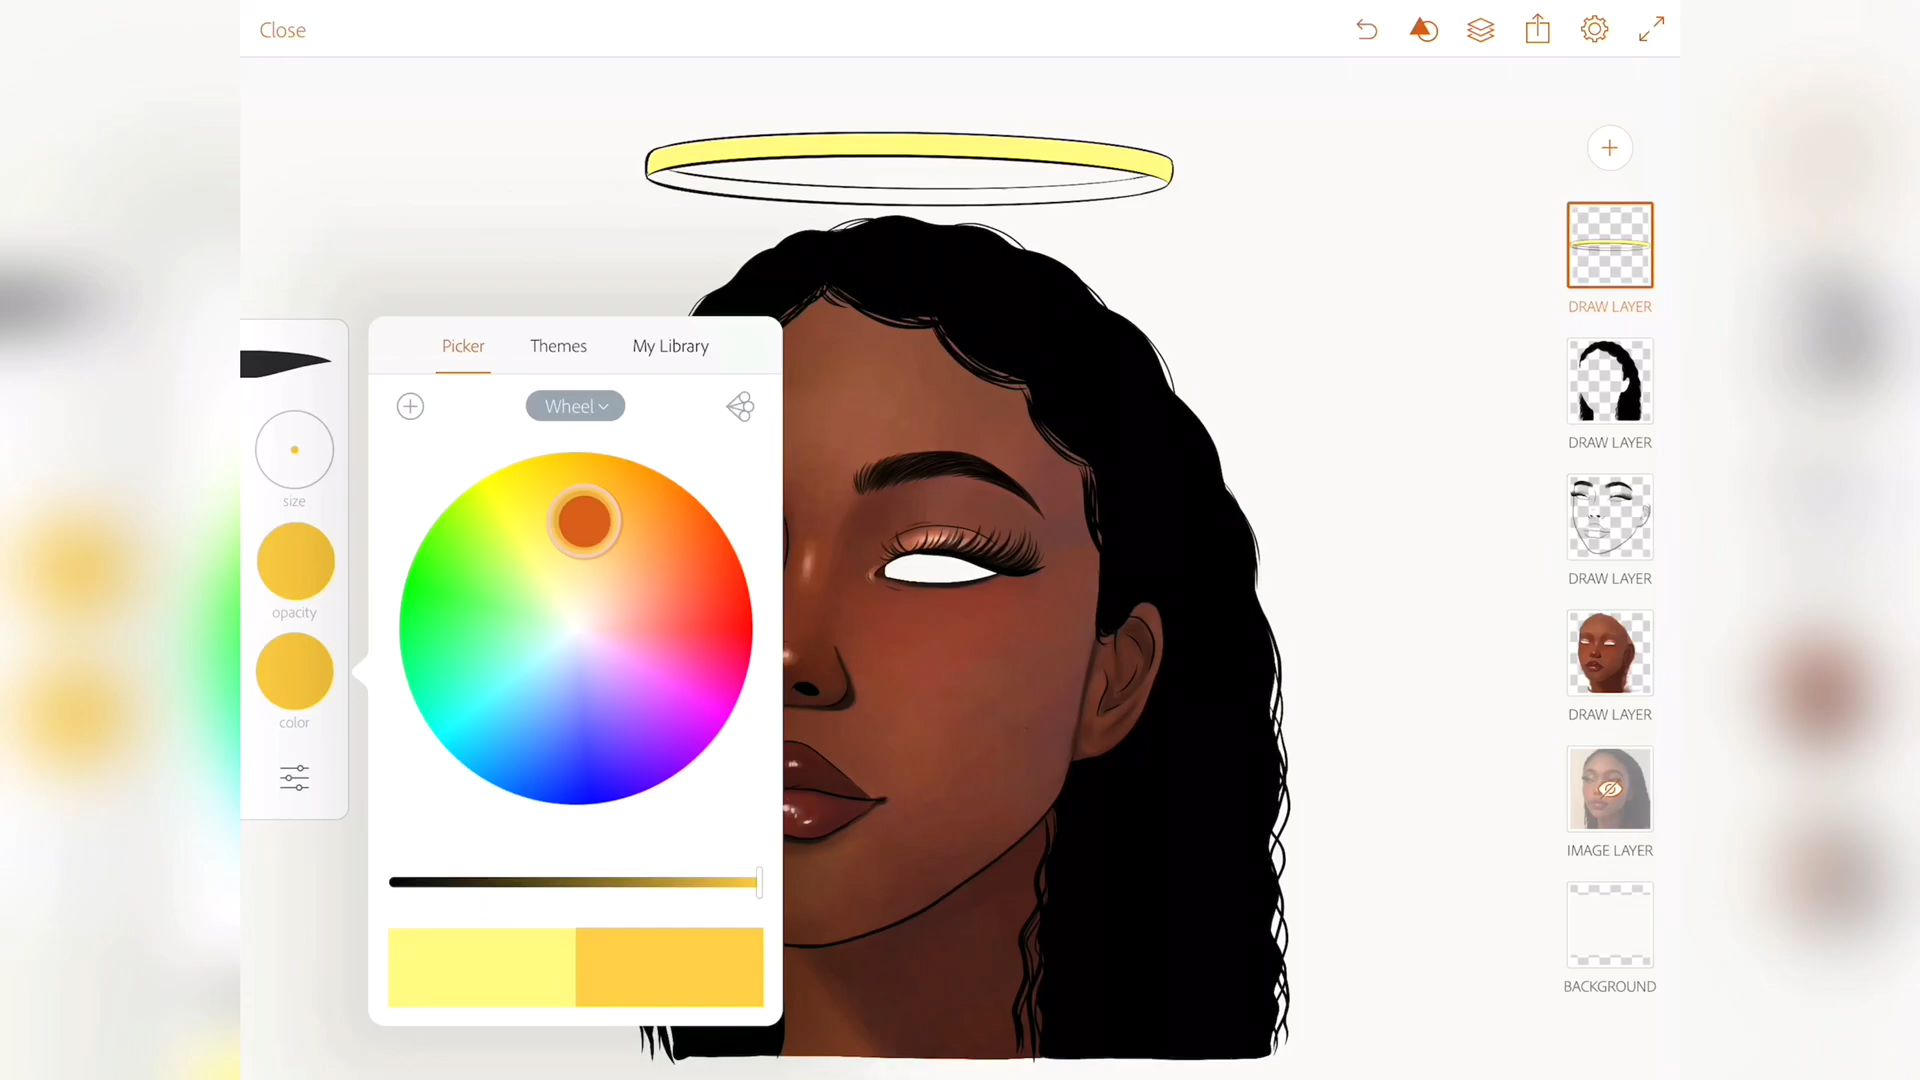 Close
Picker Themes My Library
Wheel
size
opacity
color
DRAW LAYER
DRAW LAYER
DRAW LAYER
DRAW LAYER
IMAGE LAYER
BACKGROUND